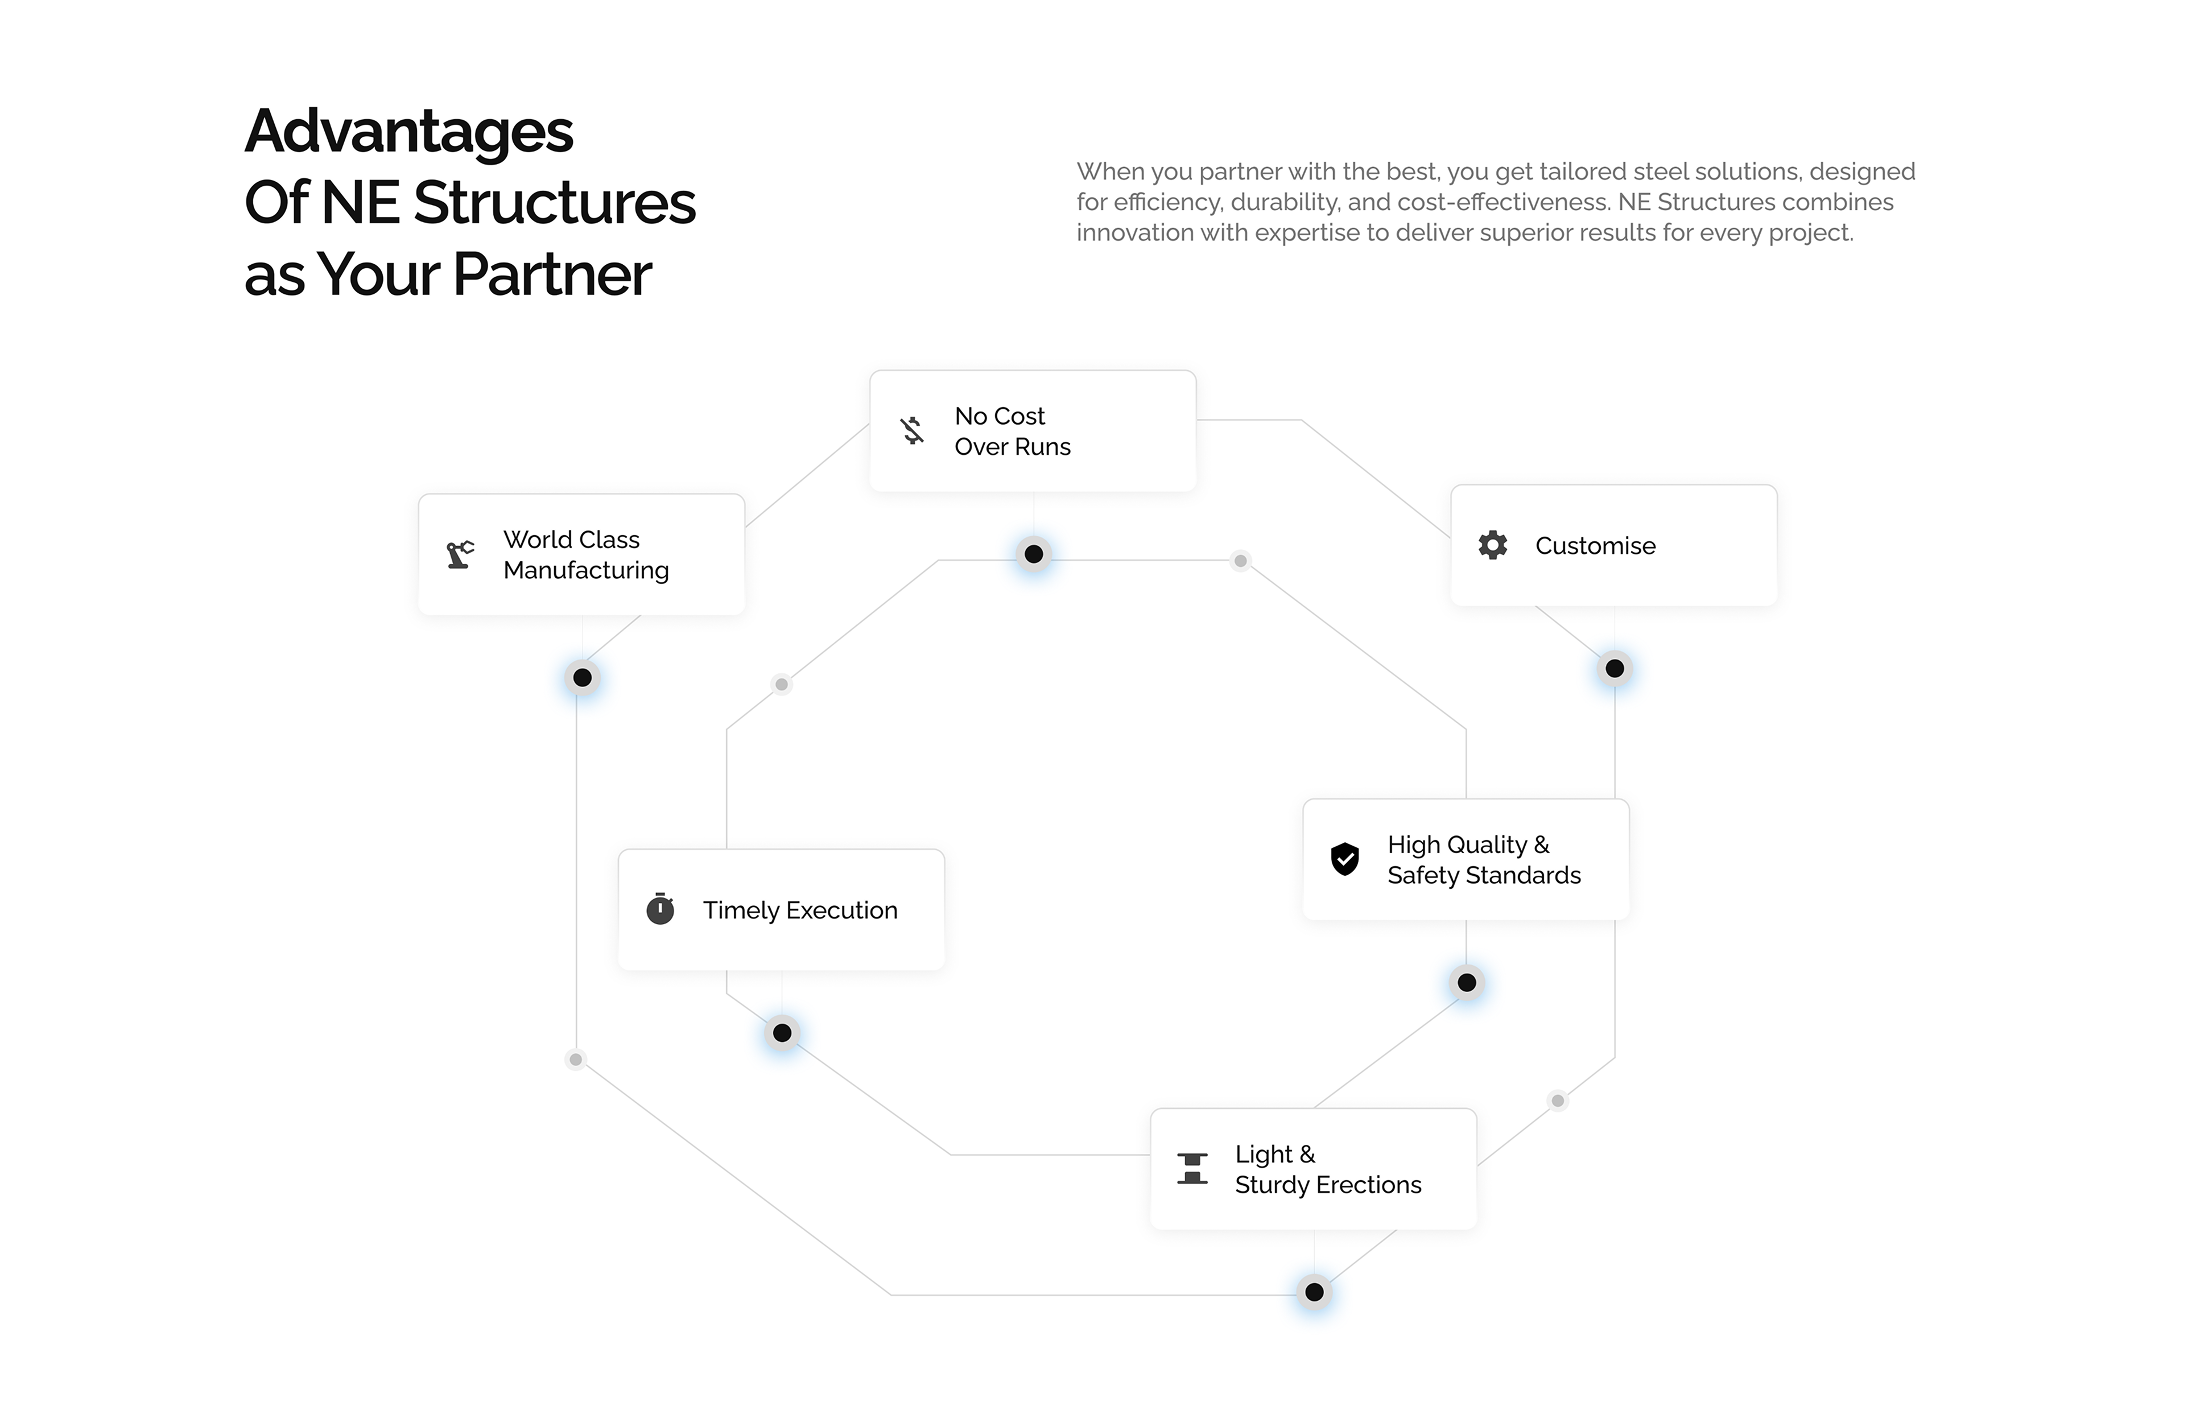 Advantages
Of NE Structures
as Your Partner
When you partner with the best, you get tailored steel solutions, designed
for efficiency, durability, and cost-effectiveness. NE Structures combines
innovation with expertise to deliver superior results for every project.
No Cost
Over Runs
World Class
Manufacturing
Customise
High Quality &
Safety Standards
Timely Execution
Light &
Sturdy Erections